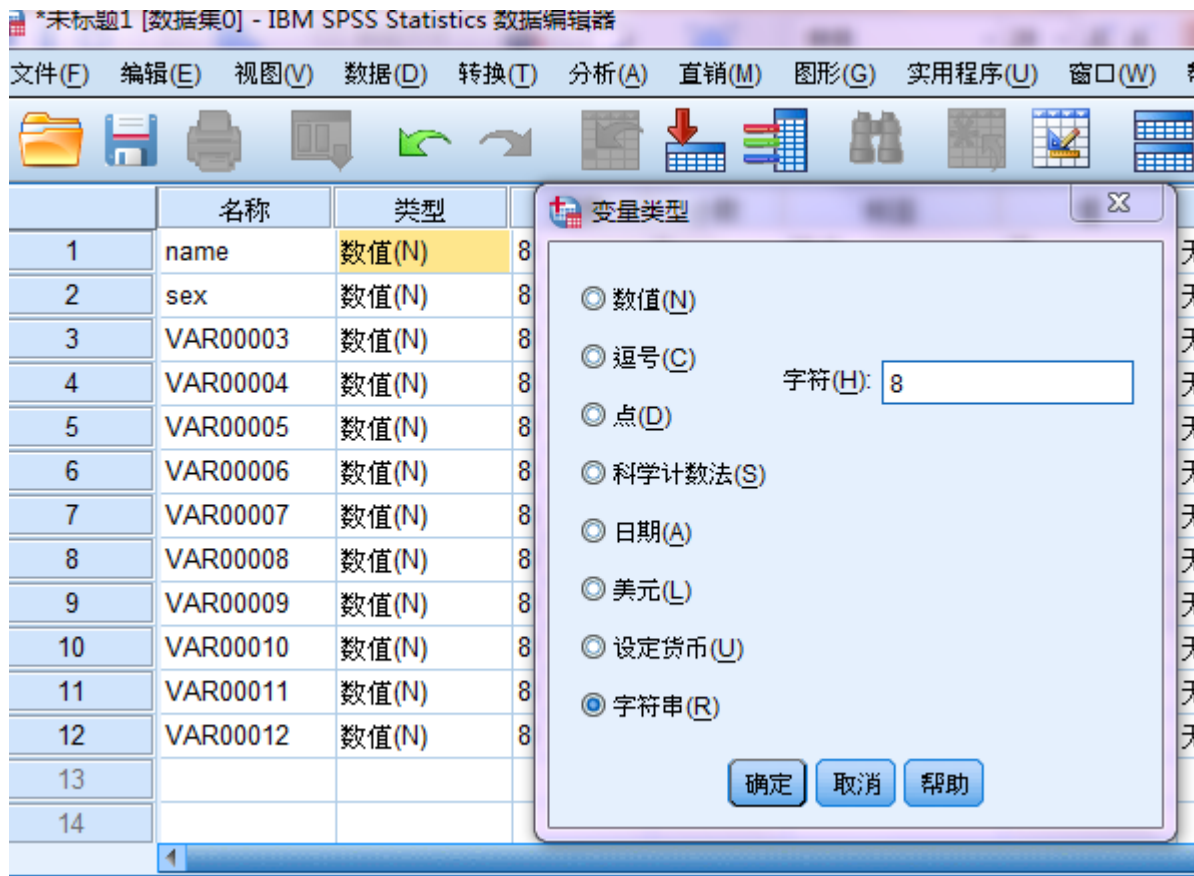 *未标题1 [数据集0] - IBM SPSS Statistics 数据编辑器
文件(F) 编辑(E) 视图(V) 数据(D) 转换(T) 分析(A) 直销(M) 图形(G) 实用程序(U) 窗口(W)
名称 类型
1 name 数值(N) 8
2 sex 数值(N) 8
3 VAR00003 数值(N) 8
4 VAR00004 数值(N) 8
5 VAR00005 数值(N) 8
6 VAR00006 数值(N) 8
7 VAR00007 数值(N) 8
8 VAR00008 数值(N) 8
9 VAR00009 数值(N) 8
10 VAR00010 数值(N) 8
11 VAR00011 数值(N) 8
12 VAR00012 数值(N) 8
13
14
变量类型
数值(N)
逗号(C)
字符(H): 8
点(D)
科学计数法(S)
日期(A)
美元(L)
设定货币(U)
字符串(R)
确定 取消 帮助